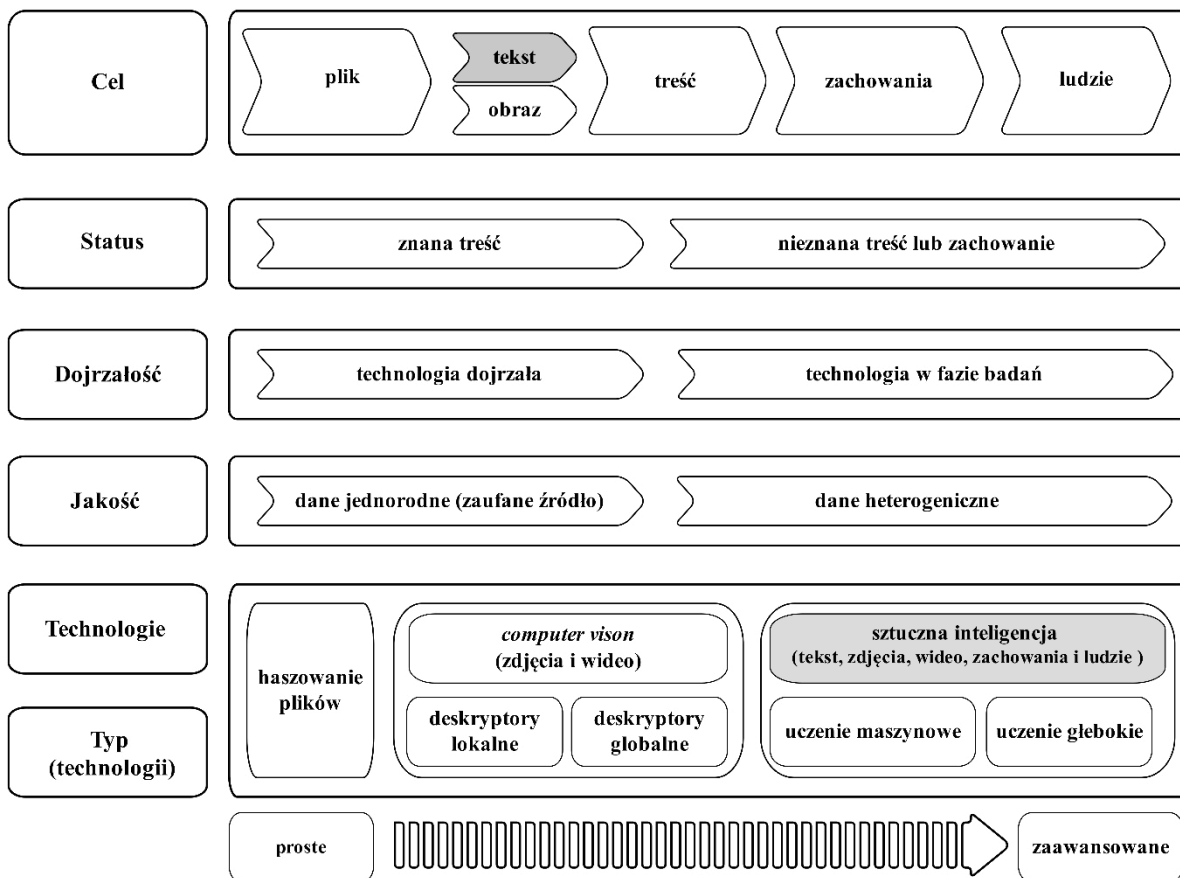 Cel
plik
tekst
obraz
treść
zachowania
ludzie
Status
znana treść
nieznana treść lub zachowanie
Dojrzałość
technologia dojrzała
technologia w fazie badań
Jakość
dane jednorodne (zaufane źródło)
dane heterogeniczne
Technologie
Typ
(technologii)
haszowanie
plików
computer vison
(zdjęcia i wideo)
deskryptory
lokalne
deskryptory
globalne
sztuczna inteligencja
(tekst, zdjęcia, wideo, zachowania i ludzie )
uczenie maszynowe
uczenie głebokie
proste
zaawansowane